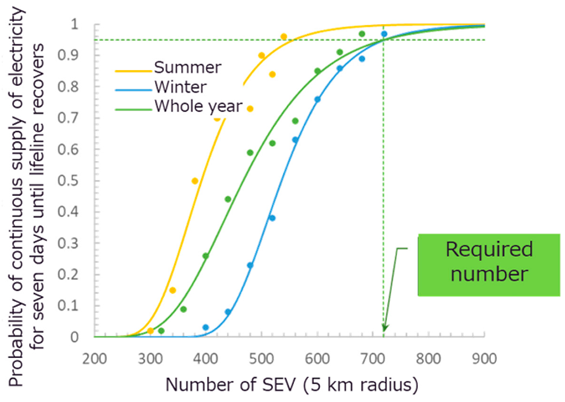 Probability of continuous supply of electricity
for seven days until lifeline recovers
1
0.9
0.8
0.7
0.6
0.5
0.4
0.3
0.2
0.1
0
Summer
Winter
Whole year
Required
number
200 300 400 500 600 700 800 900
Number of SEV (5 km radius)